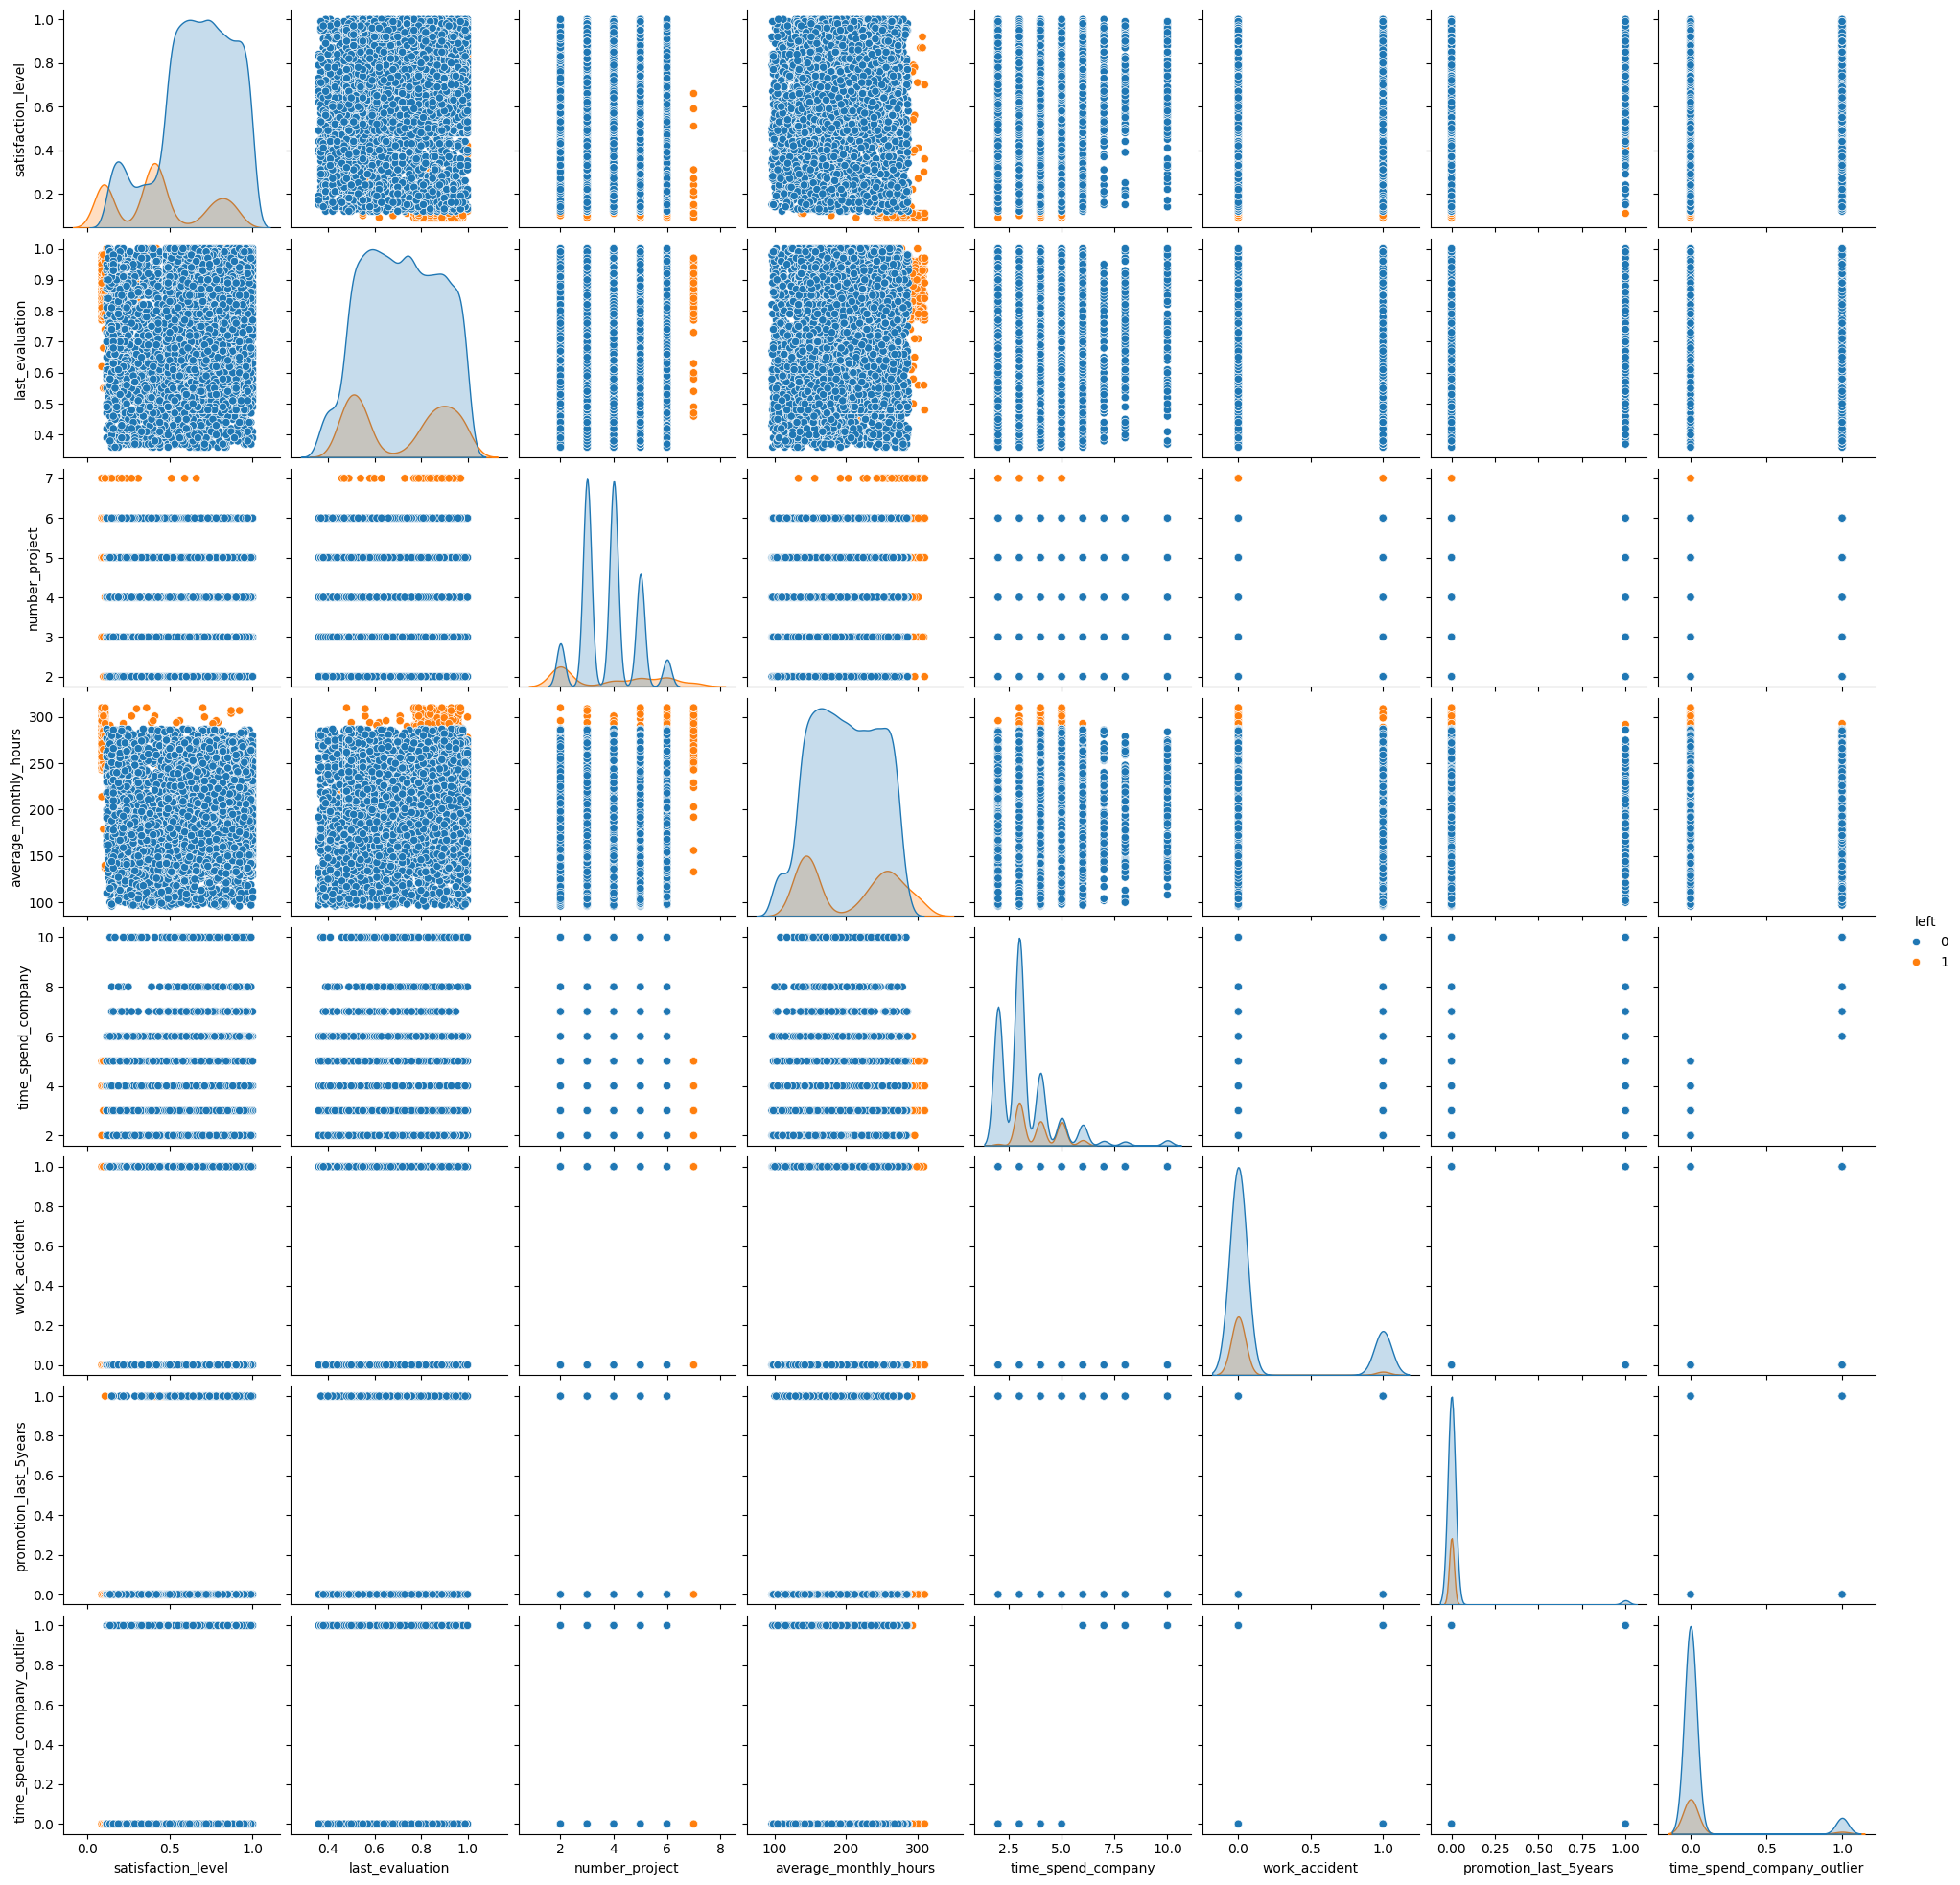 1.0
0.8
0.6
0.4
0.2
satisfaction_level
1.0
0.9
0.8
0.7
0.6
0.5
0.4
last_evaluation
7
6
5
4
3
2
number_project
300
250
200
150
100
average_monthly_hours
10
8
6
4
2
time_spend_company
1.0
0.8
0.6
0.4
0.2
0.0
work_accident
1.0
0.8
0.6
0.4
0.2
0.0
promotion_last_5years
1.0
0.8
0.6
0.4
0.2
0.0
time_spend_company_outlier
0.0 0.5 1.0
satisfaction_level
0.4 0.6 0.8 1.0
last_evaluation
2 4 6 8
number_project
100 200 300
average_monthly_hours
2.5 5.0 7.5 10.0
time_spend_company
0.0 0.5 1.0
work_accident
0.00 0.25 0.50 0.75 1.00
promotion_last_5years
0.0 0.5 1.0
time_spend_company_outlier
left
0
1